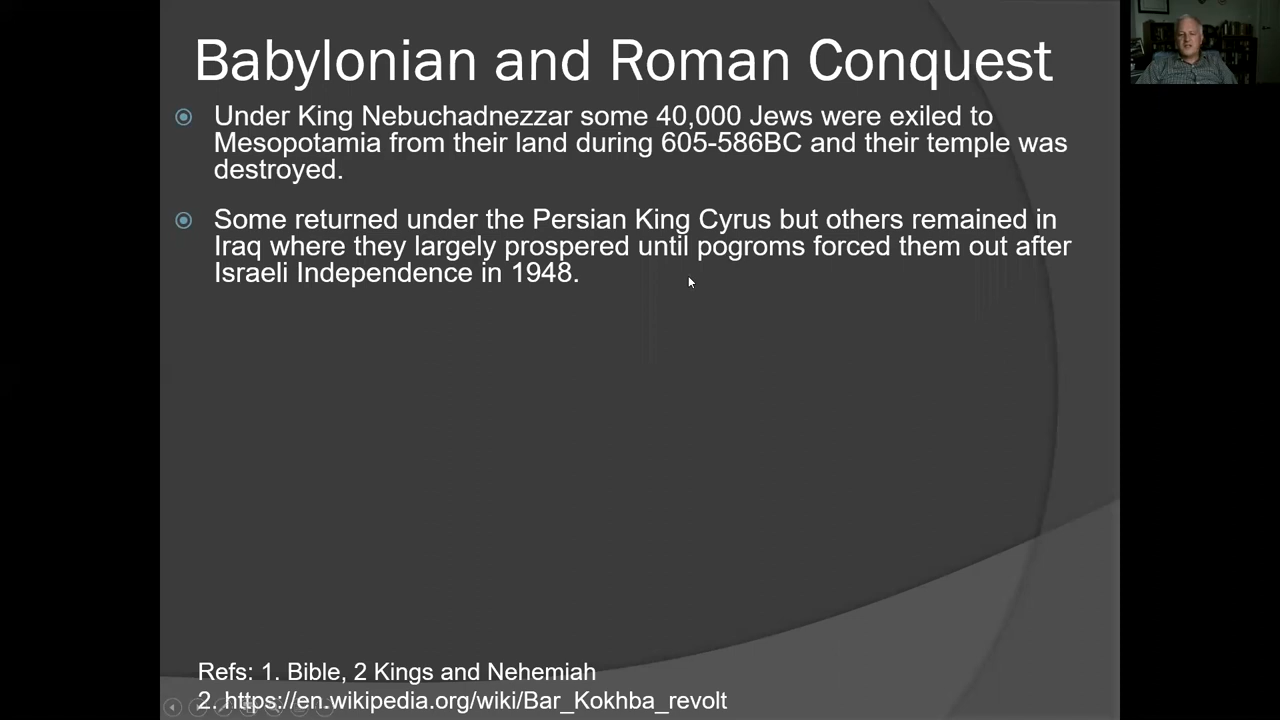 Babylonian and Roman Conquest
Under King Nebuchadnezzar some 40,000 Jews were exiled to
Mesopotamia from their land during 605-586BC and their temple was
destroyed.
Some returned under the Persian King Cyrus but others remained in
Iraq where they largely prospered until pogroms forced them out after
Israeli Independence in 1948.
Refs: 1. Bible, 2 Kings and Nehemiah
2. https://en.wikipedia.org/wiki/Bar_Kokhba_revolt